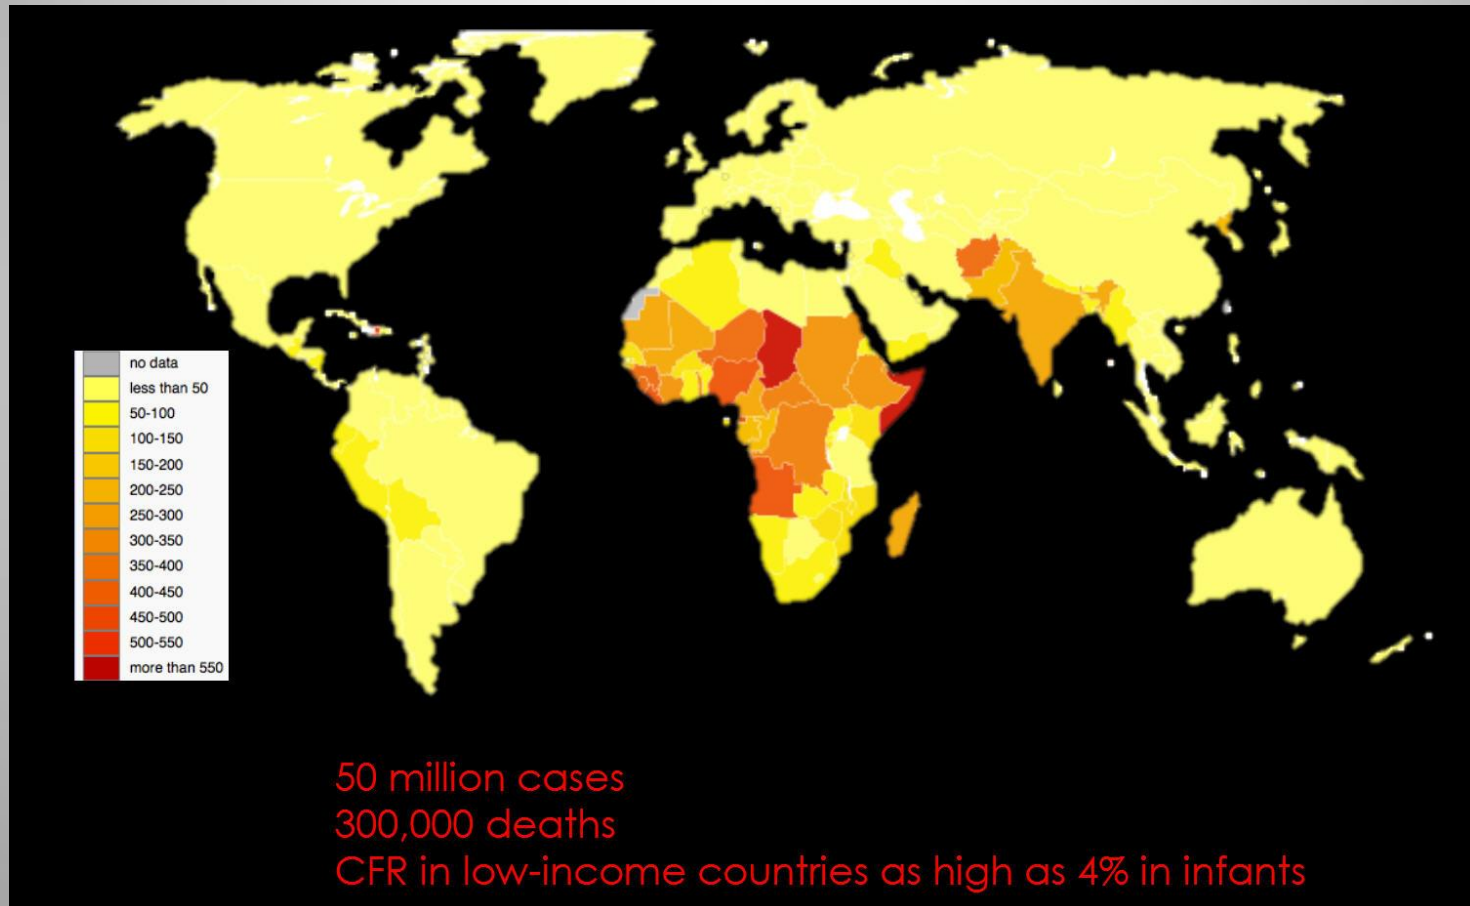 no data
less than 50
50-100
100-150
150-200
200-250
250-300
300-350
350-400
400-450
450-500
500-550
more than 550
50 million cases
300,000 deaths
CFR in low-income countries as high as 4% in infants